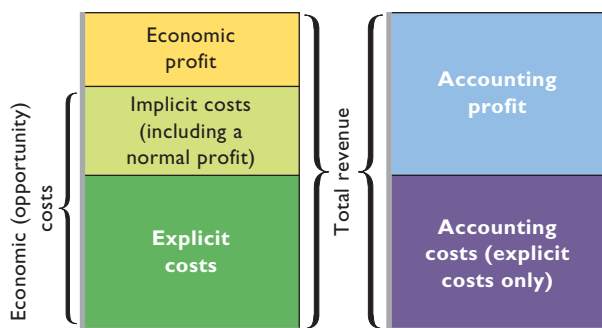 Economic (opportunity)
costs
Economic
profit
Implicit costs
(including a
normal profit)
Explicit
costs
Total revenue
Accounting
profit
Accounting
costs (explicit
costs only)